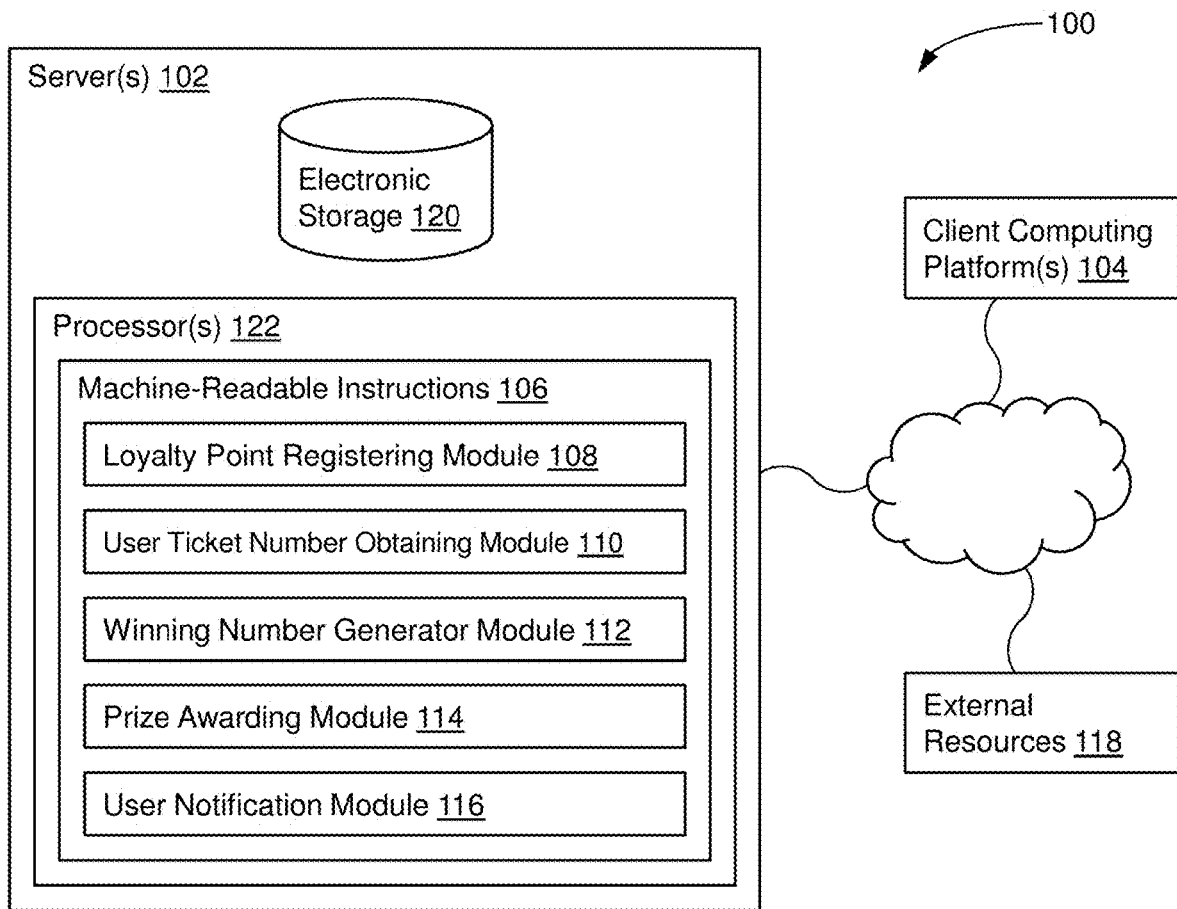 100
Server(s) 102
Electronic
Storage 120
Client Computing
Platform(s) 104
Processor(s) 122
Machine-Readable Instructions 106
Loyalty Point Registering Module 108
User Ticket Number Obtaining Module 110
Winning Number Generator Module 112
Prize Awarding Module 114
User Notification Module 116
External
Resources 118